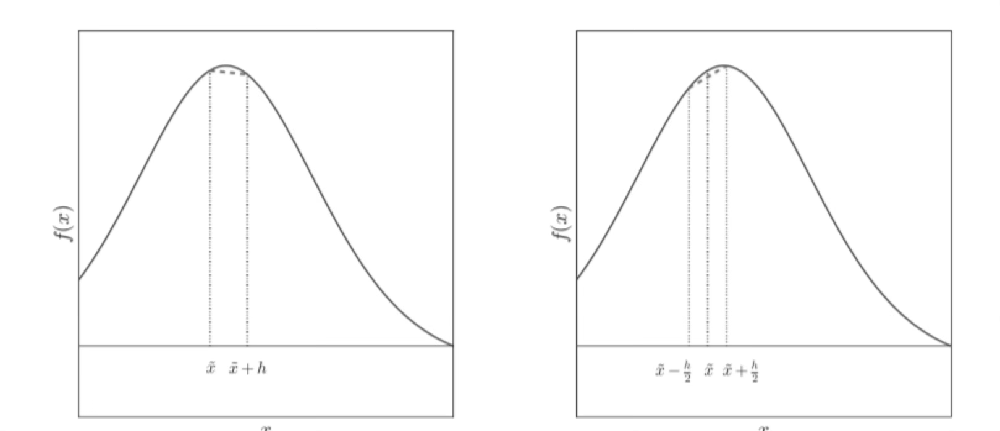 f(x)
x̃ x̃ + h
x
f(x)
x̃ − h/2 x̃ x̃ + h/2
x